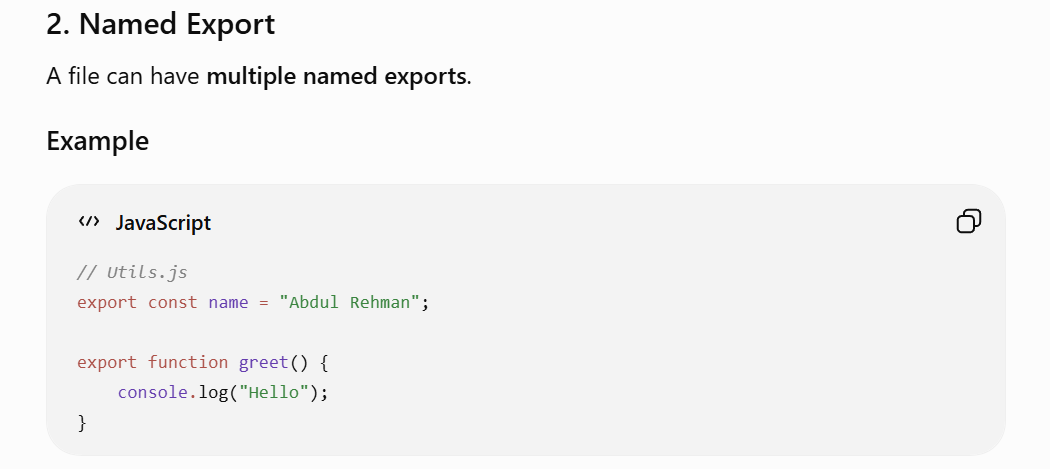 2. Named Export
A file can have multiple named exports.
Example
</> JavaScript
// Utils.js
export const name = "Abdul Rehman";
export function greet() {
    console.log("Hello");
}